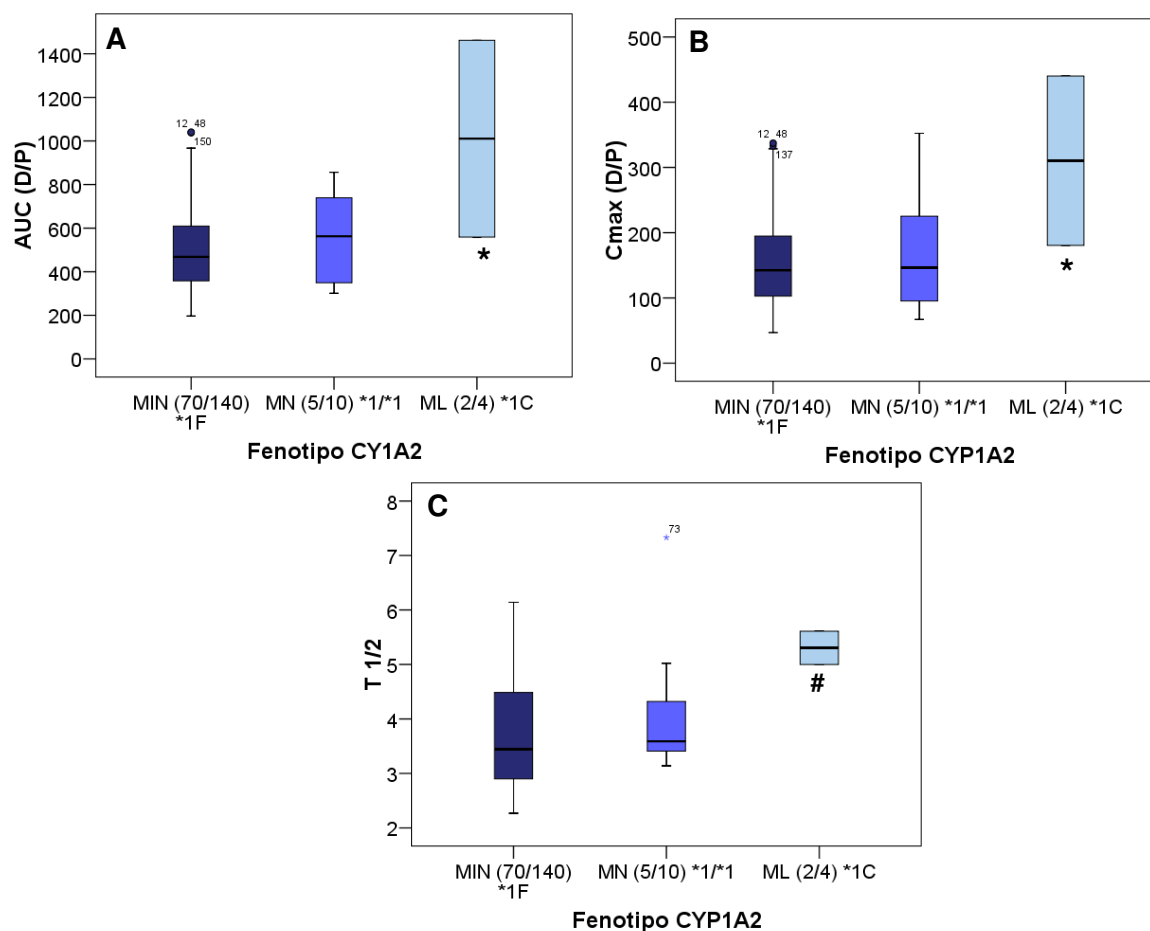 A
AUC (D/P)
1400
1200
1000
800
600
400
200
0
12 48
150
*
MIN (70/140) MN (5/10) *1/*1 ML (2/4) *1C
*1F
Fenotipo CY1A2
B
Cmax (D/P)
500
400
300
200
100
0
12 48
137
*
MIN (70/140) MN (5/10) *1/*1 ML (2/4) *1C
*1F
Fenotipo CYP1A2
C
T 1/2
8
7
6
5
4
3
2
*73
#
MIN (70/140) MN (5/10) *1/*1 ML (2/4) *1C
*1F
Fenotipo CYP1A2